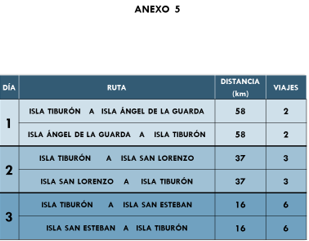 ANEXO 5
DÍA RUTA DISTANCIA (km) VIAJES
1 ISLA TIBURÓN A ISLA ÁNGEL DE LA GUARDA 58 2
ISLA ÁNGEL DE LA GUARDA A ISLA TIBURÓN 58 2
2 ISLA TIBURÓN A ISLA SAN LORENZO 37 3
ISLA SAN LORENZO A ISLA TIBURÓN 37 3
3 ISLA TIBURÓN A ISLA SAN ESTEBAN 16 6
ISLA SAN ESTEBAN A ISLA TIBURÓN 16 6